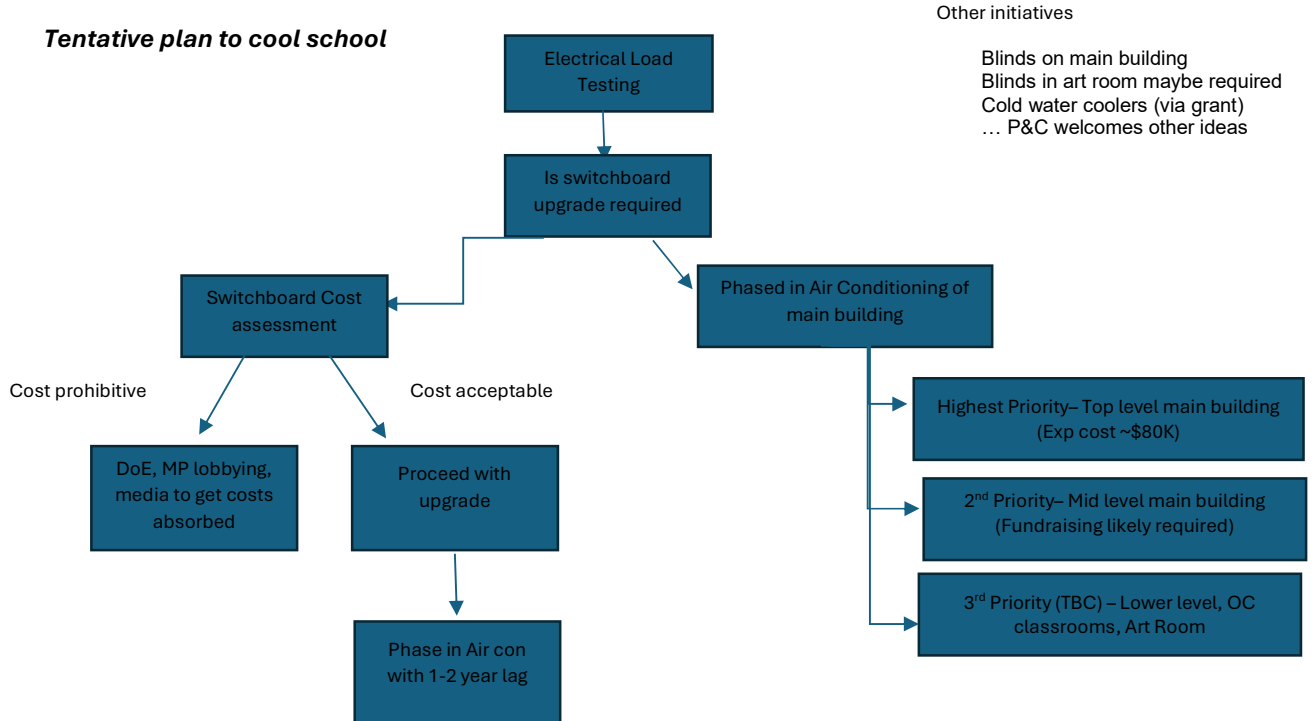 Tentative plan to cool school
Other initiatives
Blinds on main building
Blinds in art room maybe required
Cold water coolers (via grant)
… P&C welcomes other ideas
Electrical Load
Testing
Is switchboard
upgrade required
Switchboard Cost
assessment
Phased in Air Conditioning of
main building
Cost prohibitive
Cost acceptable
Highest Priority– Top level main building
(Exp cost ~$80K)
DoE, MP lobbying,
media to get costs
absorbed
Proceed with
upgrade
2nd Priority– Mid level main building
(Fundraising likely required)
3rd Priority (TBC) – Lower level, OC
classrooms, Art Room
Phase in Air con
with 1-2 year lag